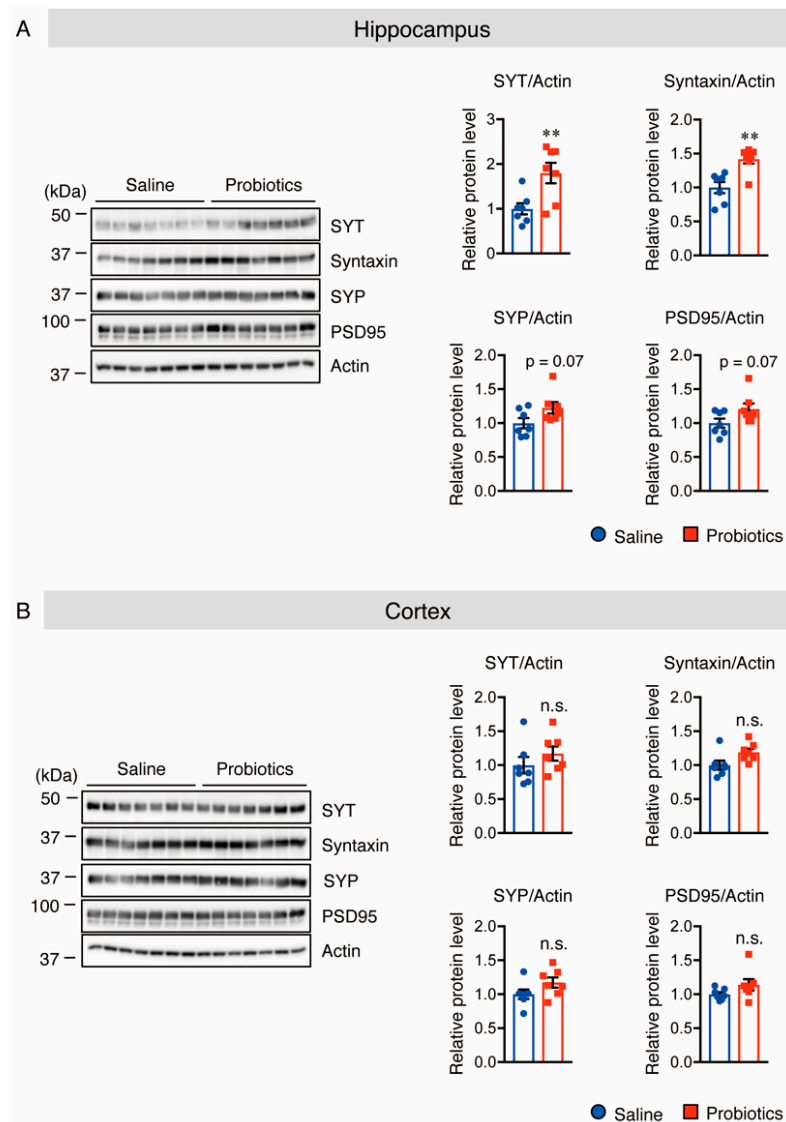 A Hippocampus
SYT/Actin Syntaxin/Actin
Relative protein level 3 2 1 0 **
Relative protein level 2.0 1.5 1.0 0.5 0.0 **
(kDa) Saline Probiotics
50 SYT
37 Syntaxin
37 SYP
100 PSD95
37 Actin
SYP/Actin PSD95/Actin
Relative protein level 2.0 1.5 1.0 0.5 0.0 p = 0.07
Relative protein level 2.0 1.5 1.0 0.5 0.0 p = 0.07
Saline Probiotics
B Cortex
SYT/Actin Syntaxin/Actin
Relative protein level 2.0 1.5 1.0 0.5 0.0 n.s.
Relative protein level 2.0 1.5 1.0 0.5 0.0 n.s.
(kDa) Saline Probiotics
50 SYT
37 Syntaxin
37 SYP
100 PSD95
37 Actin
SYP/Actin PSD95/Actin
Relative protein level 2.0 1.5 1.0 0.5 0.0 n.s.
Relative protein level 2.0 1.5 1.0 0.5 0.0 n.s.
Saline Probiotics